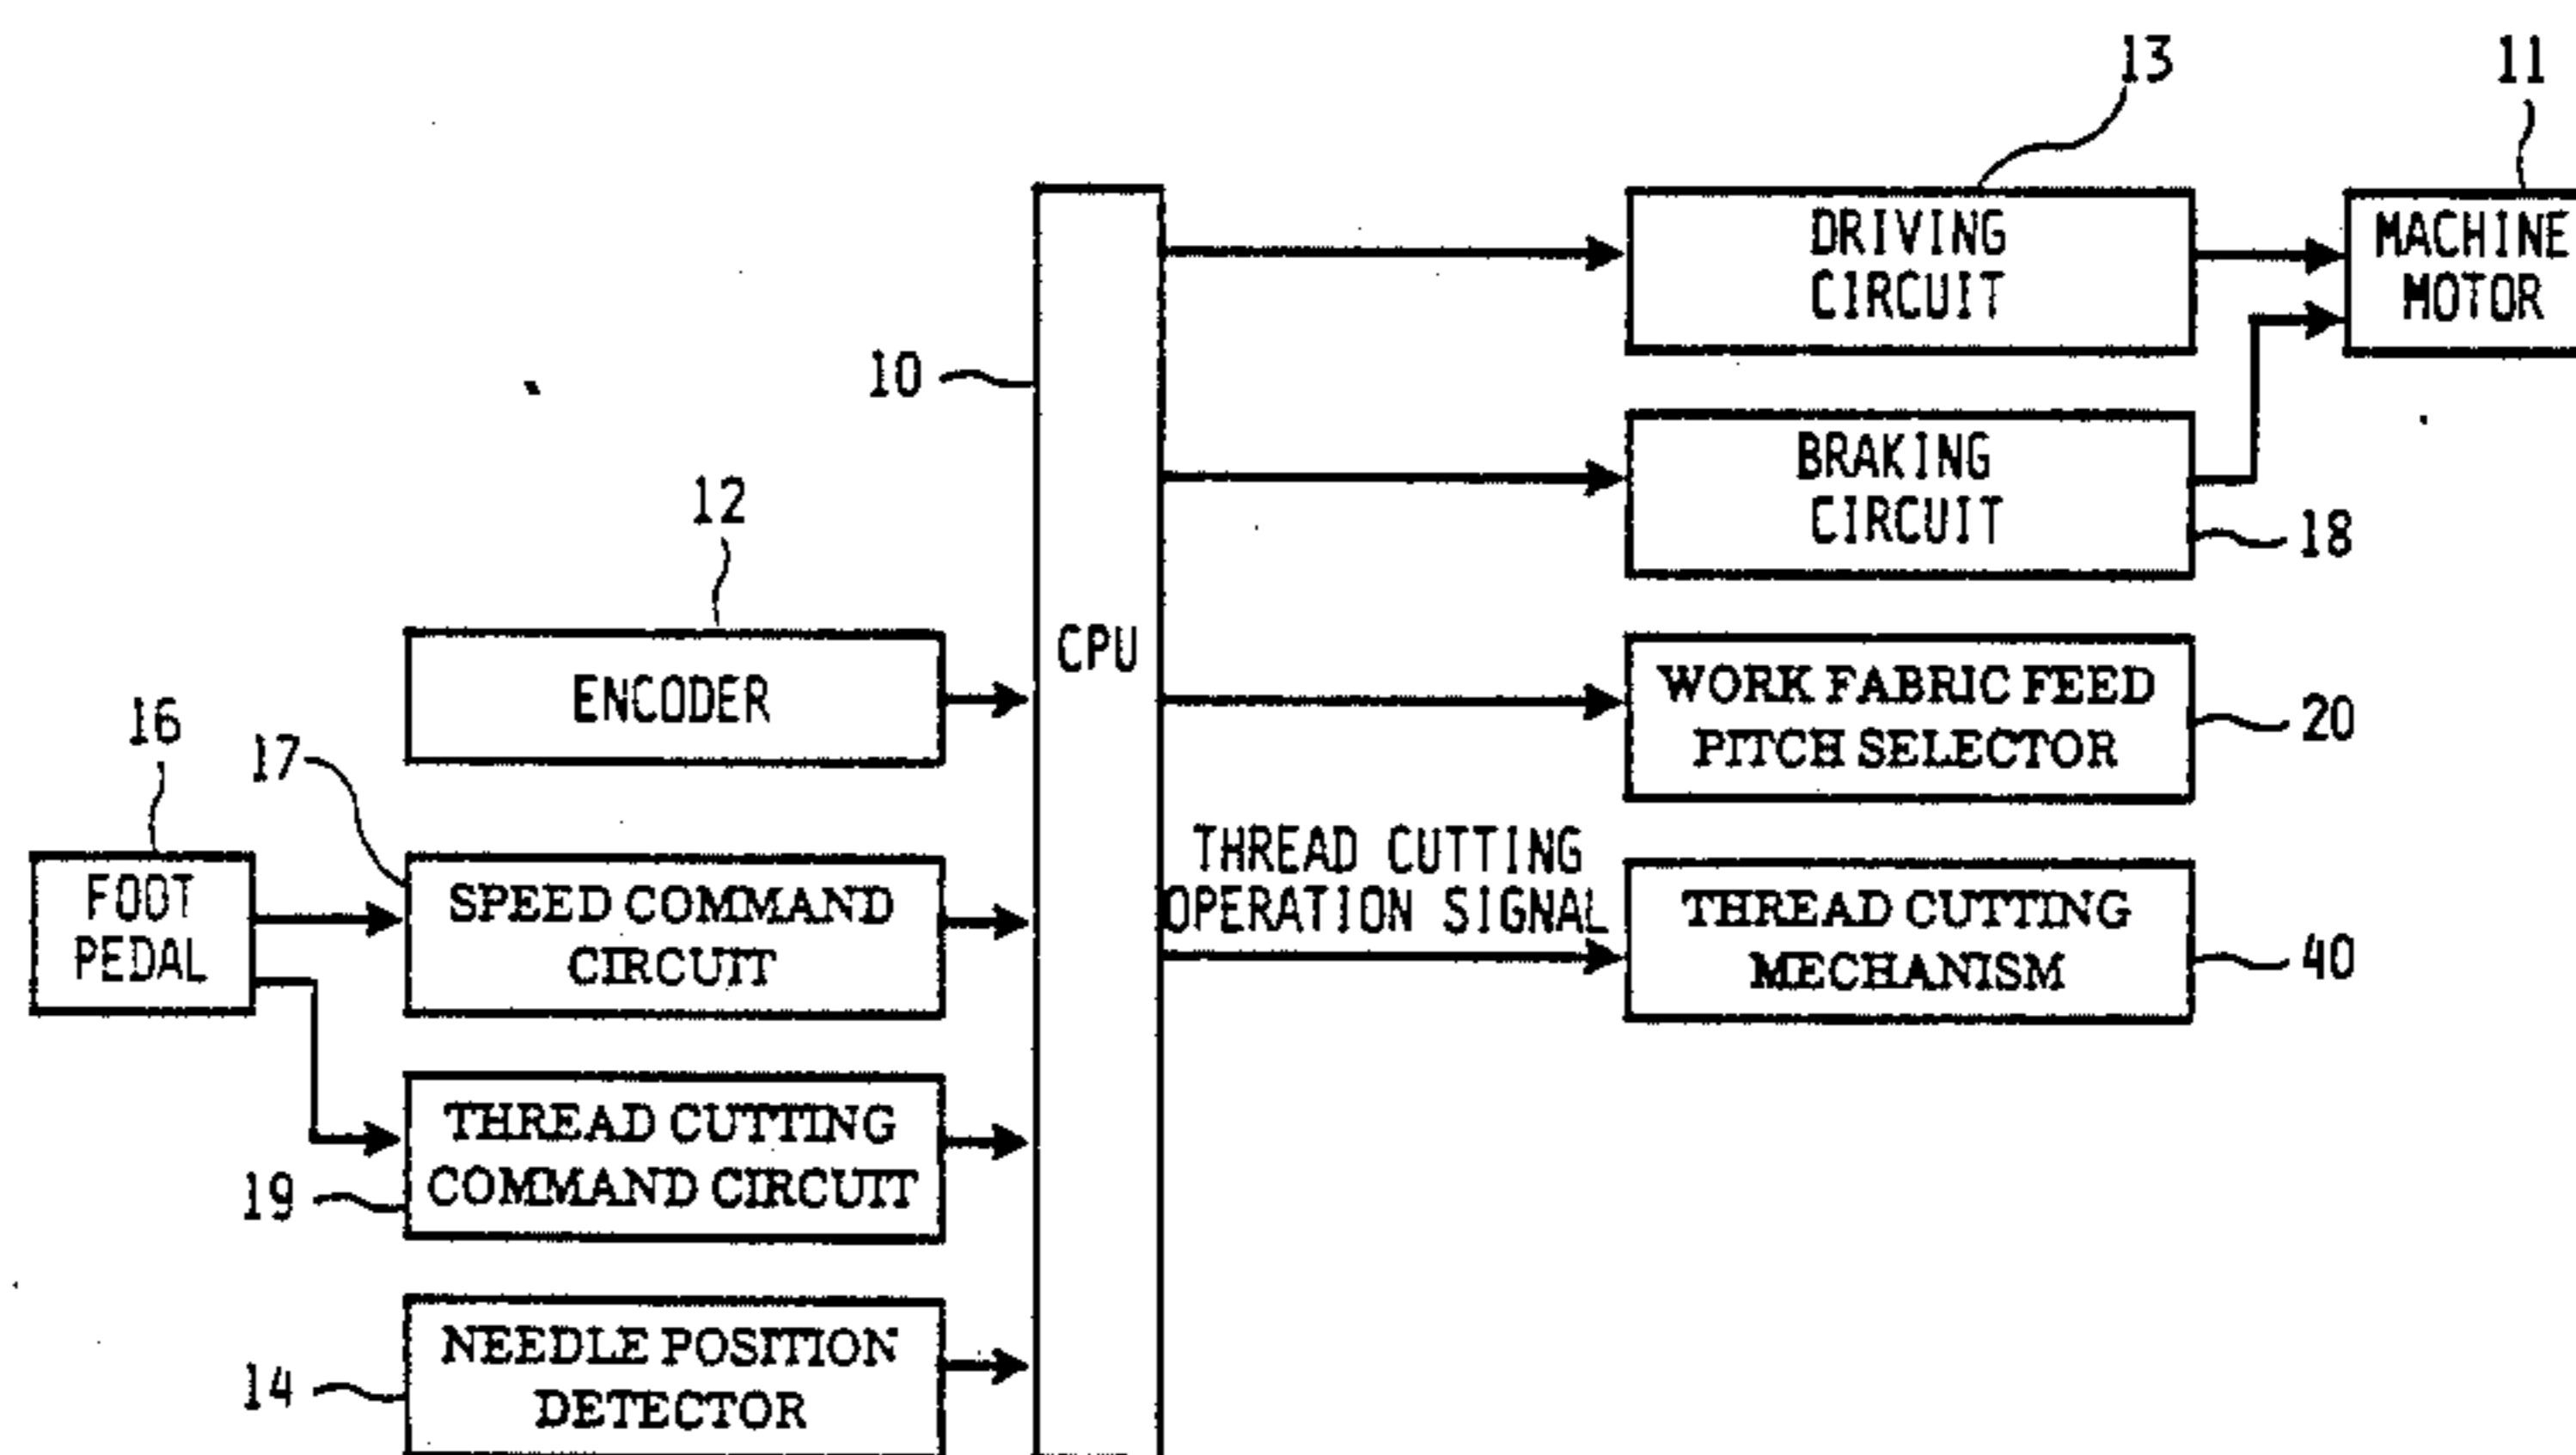 13
11
DRIVING
CIRCUIT
MACHINE
MOTOR
10
BRAKING
CIRCUIT
18
12
CPU
ENCODER
WORK FABRIC FEED
PITCH SELECTOR
20
16
17
FOOT
PEDAL
SPEED COMMAND
CIRCUIT
THREAD CUTTING
OPERATION SIGNAL
THREAD CUTTING
MECHANISM
40
THREAD CUTTING
COMMAND CIRCUIT
19
NEEDLE POSITION
DETECTOR
14